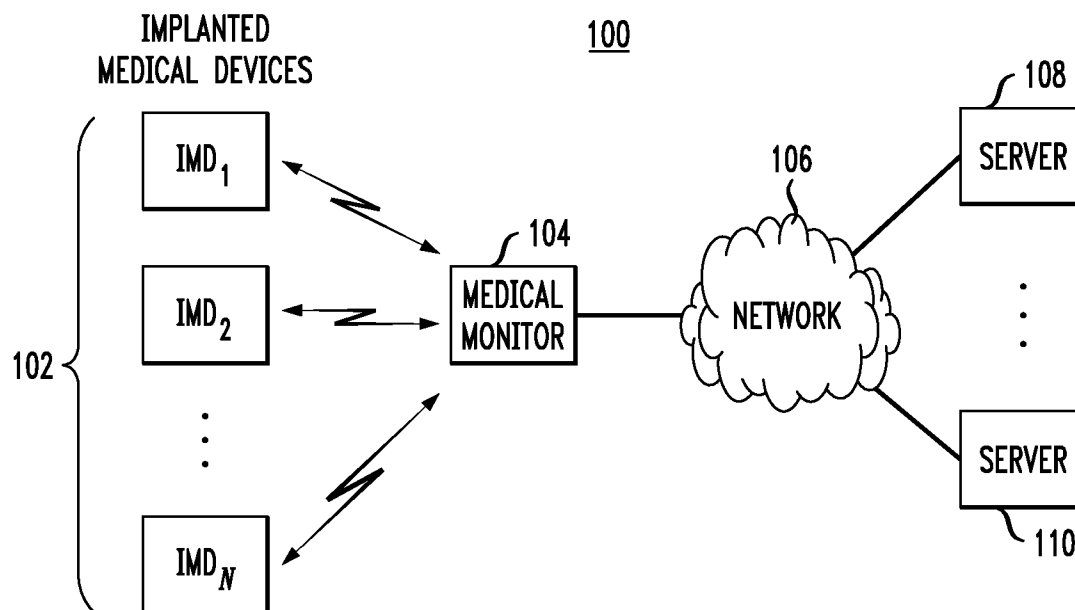 IMPLANTED
MEDICAL DEVICES
100
108
IMD1
SERVER
106
104
IMD2
MEDICAL
MONITOR
NETWORK
102
SERVER
110
IMDN